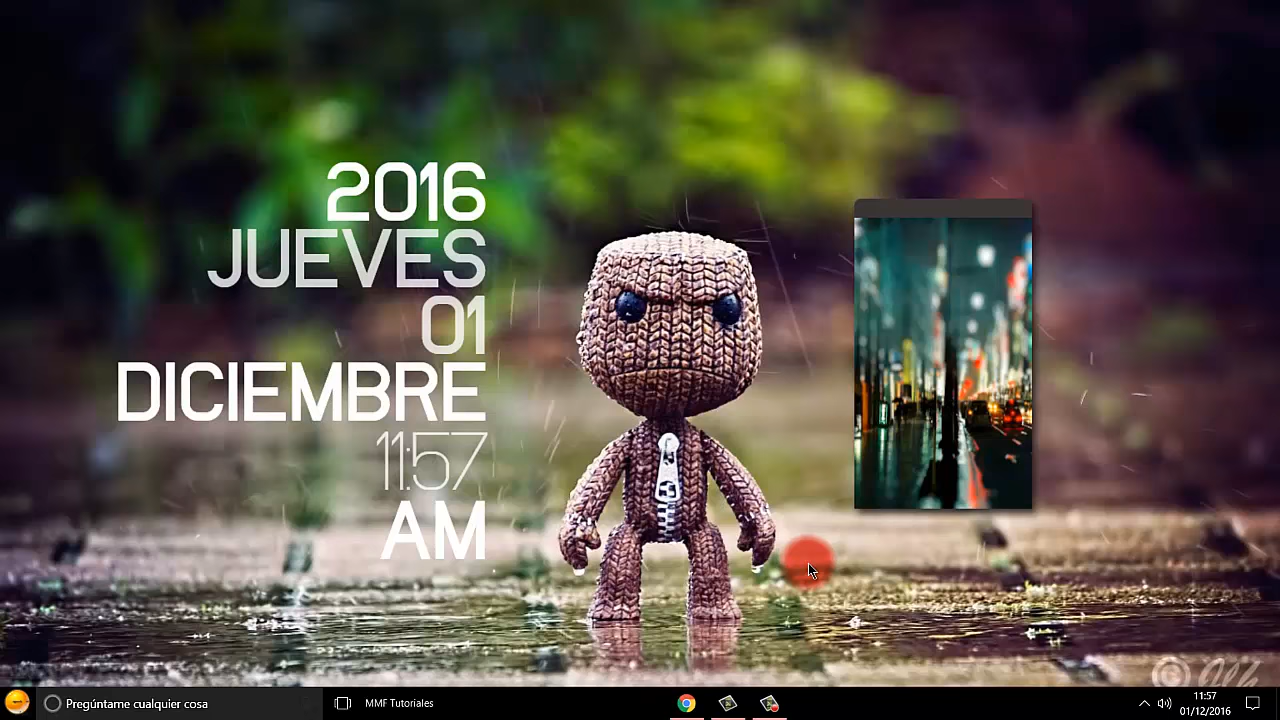 2016
JUEVES
01
DICIEMBRE
11:57
AM
Pregúntame cualquier cosa
MMF Tutoriales
11:57
01/12/2016